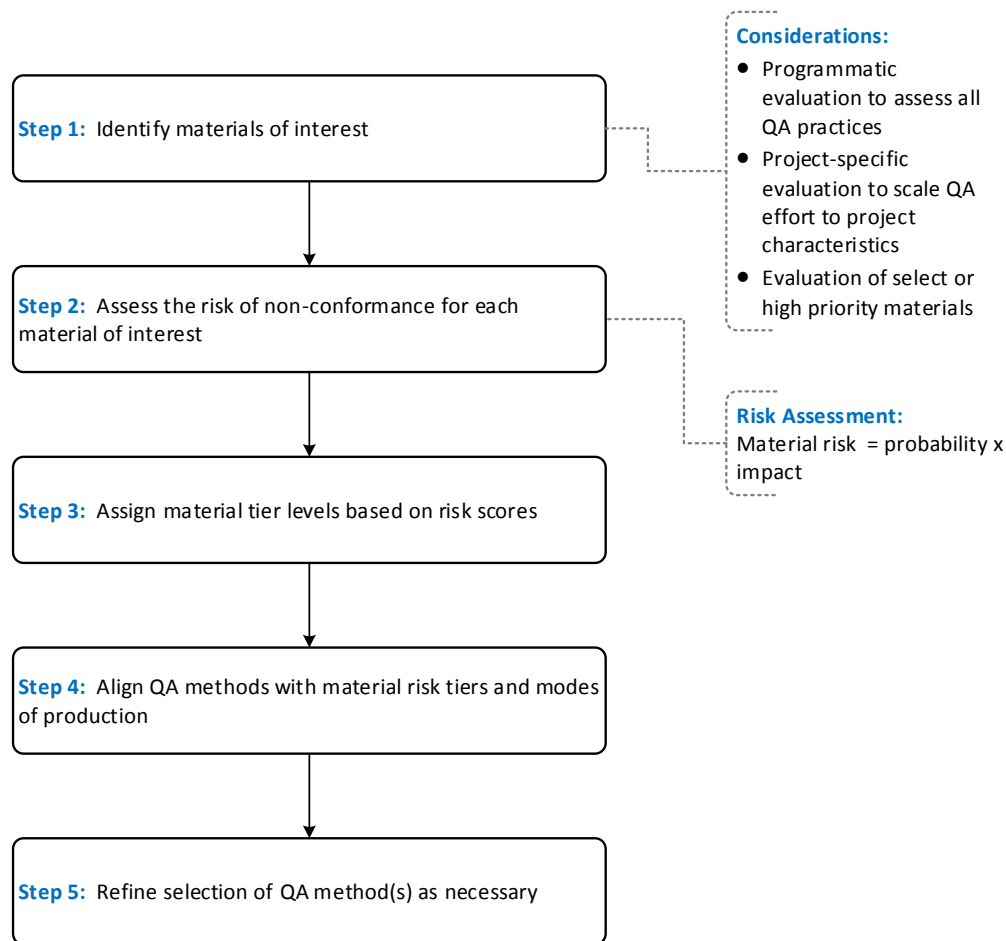 Step 1: Identify materials of interest
Considerations:
● Programmatic
evaluation to assess all
QA practices
● Project-specific
evaluation to scale QA
effort to project
characteristics
● Evaluation of select or
high priority materials
Step 2: Assess the risk of non-conformance for each
material of interest
Risk Assessment:
Material risk = probability x
impact
Step 3: Assign material tier levels based on risk scores
Step 4: Align QA methods with material risk tiers and modes
of production
Step 5: Refine selection of QA method(s) as necessary